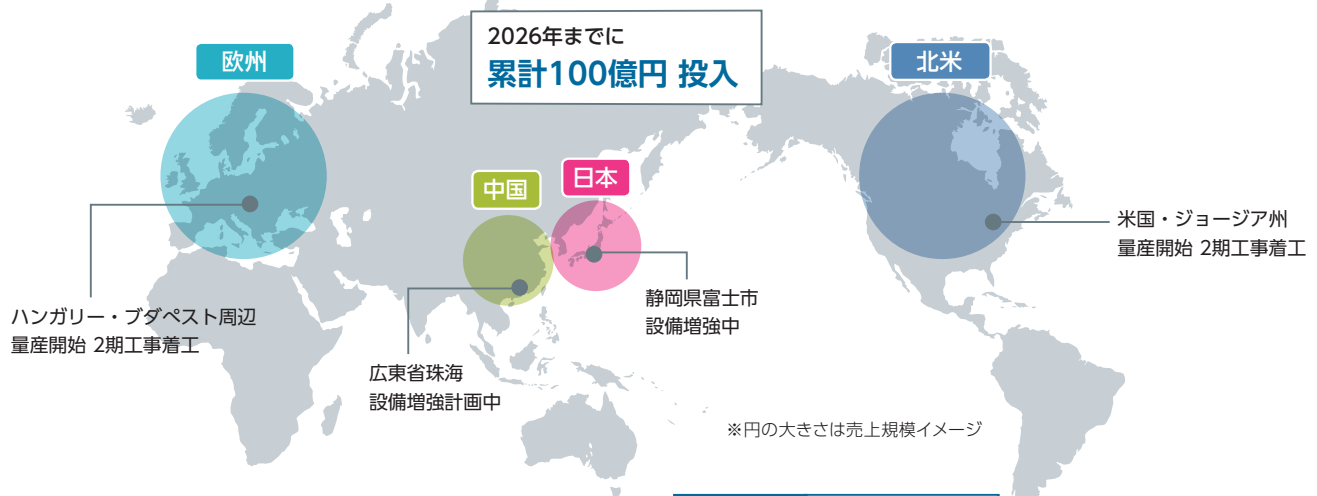 2026年までに
累計100億円 投入
欧州
北米
中国
日本
米国・ジョージア州
量産開始 2期工事着工
静岡県富士市
設備増強中
ハンガリー・ブダペスト周辺
量産開始 2期工事着工
広東省珠海
設備増強計画中
※円の大きさは売上規模イメージ